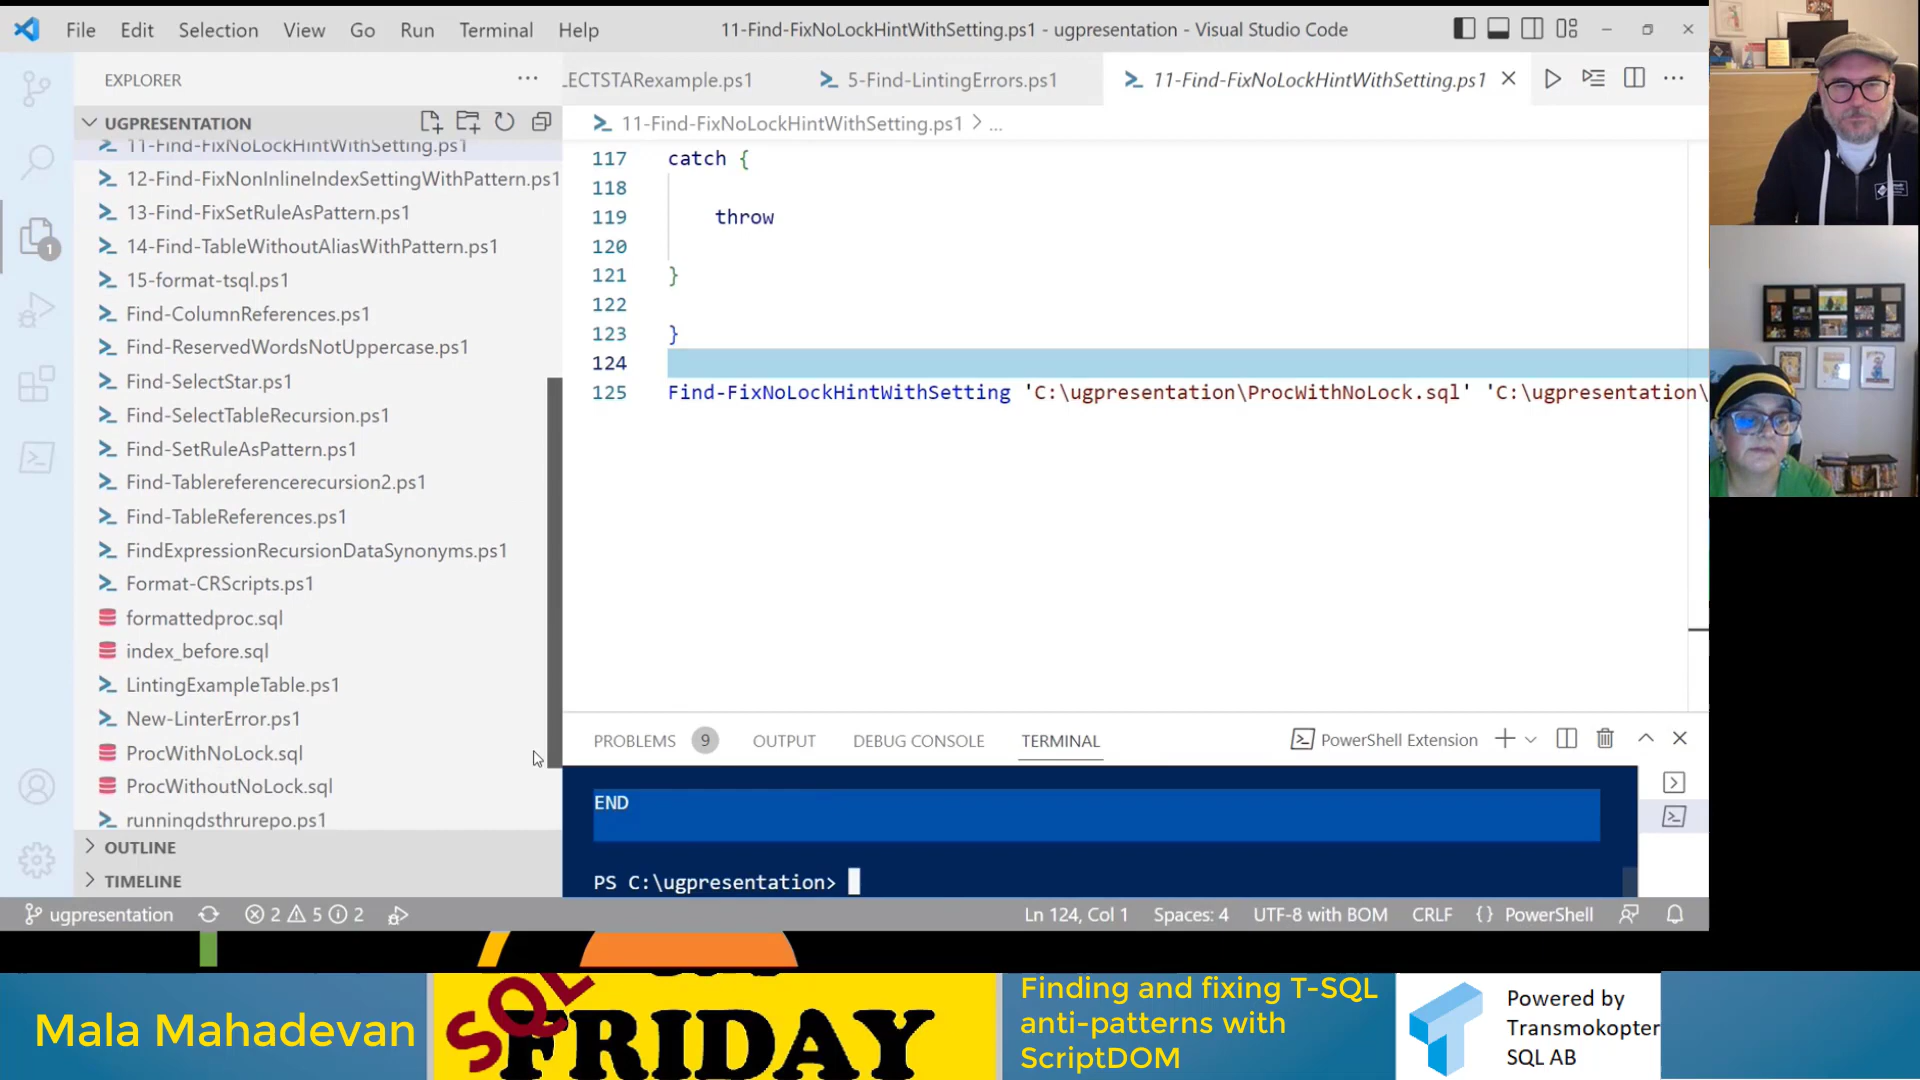 File Edit Selection View Go Run Terminal Help
11-Find-FixNoLockHintWithSetting.ps1 - ugpresentation - Visual Studio Code
EXPLORER
UGPRESENTATION
11-Find-FixNoLockHintWithSetting.ps1
12-Find-FixNonInlineIndexSettingWithPattern.ps1
13-Find-FixSetRuleAsPattern.ps1
14-Find-TableWithoutAliasWithPattern.ps1
15-format-tsql.ps1
Find-ColumnReferences.ps1
Find-ReservedWordsNotUppercase.ps1
Find-SelectStar.ps1
Find-SelectTableRecursion.ps1
Find-SetRuleAsPattern.ps1
Find-Tablereferencerecursion2.ps1
Find-TableReferences.ps1
FindExpressionRecursionDataSynonyms.ps1
Format-CRScripts.ps1
formattedproc.sql
index_before.sql
LintingExampleTable.ps1
New-LinterError.ps1
ProcWithNoLock.sql
ProcWithoutNoLock.sql
runningdsthrurepo.ps1
OUTLINE
TIMELINE
1
LECTSTARexample.ps1
5-Find-LintingErrors.ps1
11-Find-FixNoLockHintWithSetting.ps1
11-Find-FixNoLockHintWithSetting.ps1 > ...
117 catch {
118
119 throw
120
121 }
122
123 }
124
125 Find-FixNoLockHintWithSetting 'C:\ugpresentation\ProcWithNoLock.sql' 'C:\ugpresentation\
PROBLEMS 9 OUTPUT DEBUG CONSOLE TERMINAL
PowerShell Extension
END
PS C:\ugpresentation>
ugpresentation 2 5 2
Ln 124, Col 1 Spaces: 4 UTF-8 with BOM CRLF {} PowerShell
Mala Mahadevan
SQL
FRIDAY
Finding and fixing T-SQL
anti-patterns with
ScriptDOM
Powered by
Transmokopter
SQL AB